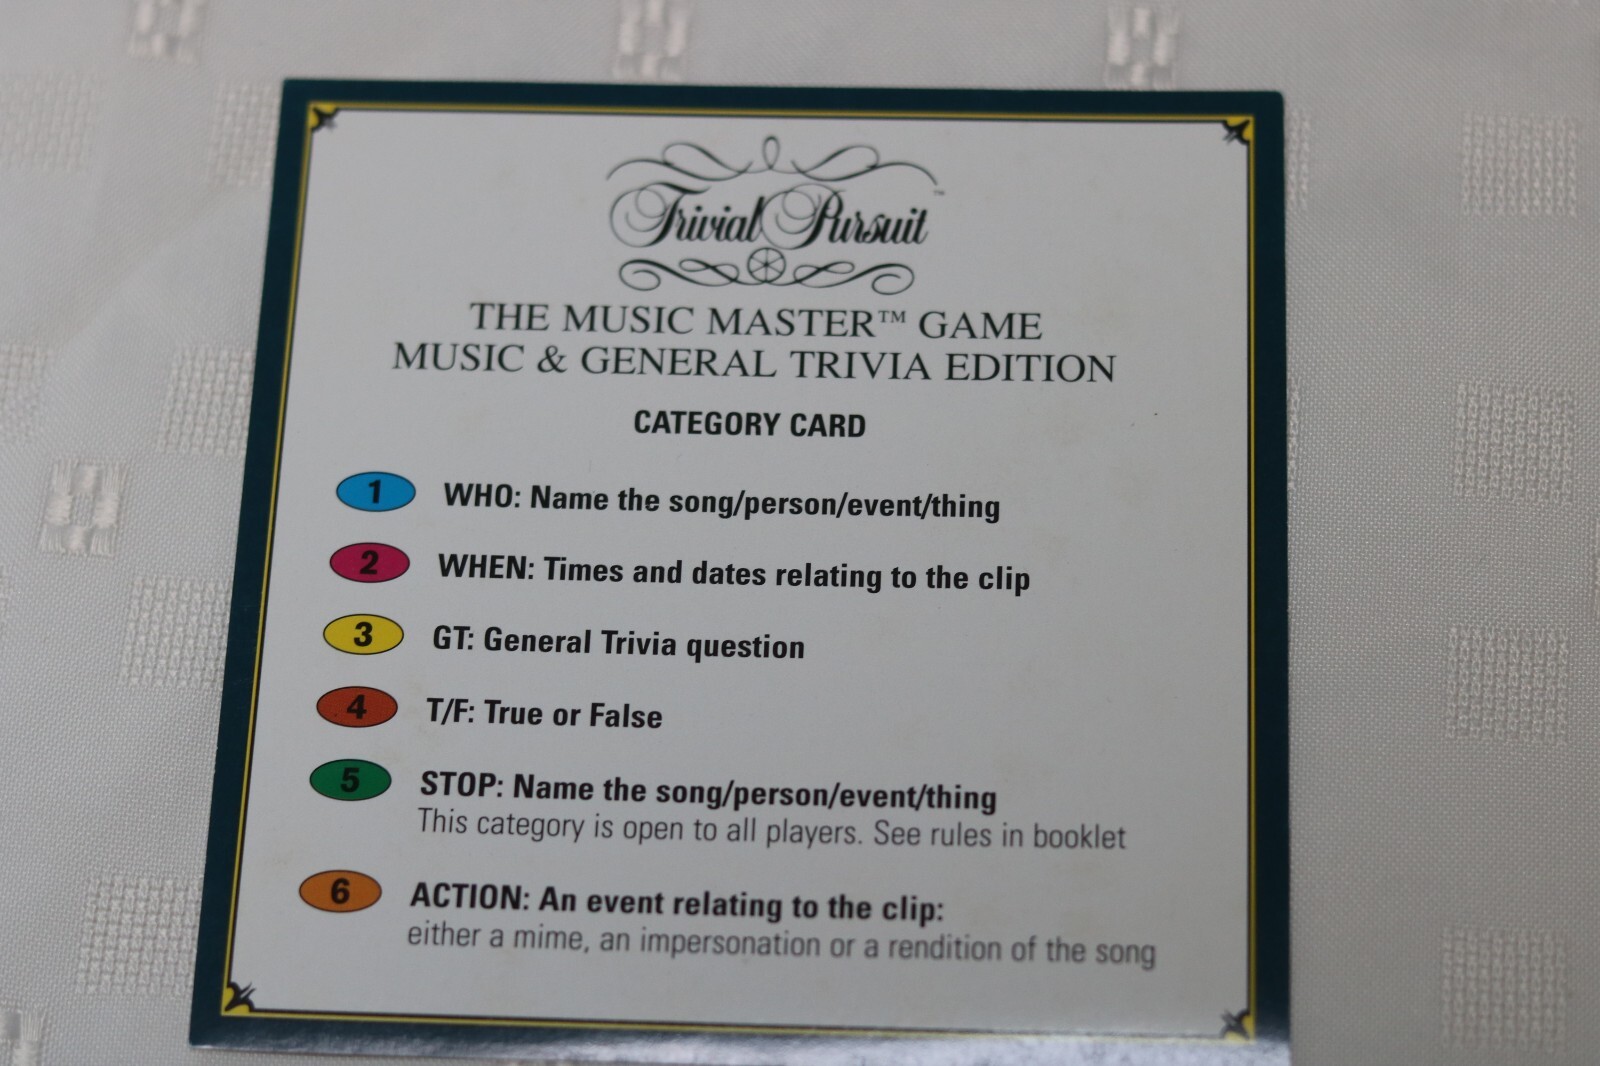 Trivial Pursuit™
THE MUSIC MASTER™ GAME
MUSIC & GENERAL TRIVIA EDITION
CATEGORY CARD
1 WHO: Name the song/person/event/thing
2 WHEN: Times and dates relating to the clip
3 GT: General Trivia question
4 T/F: True or False
5 STOP: Name the song/person/event/thing
This category is open to all players. See rules in booklet
6 ACTION: An event relating to the clip:
either a mime, an impersonation or a rendition of the song